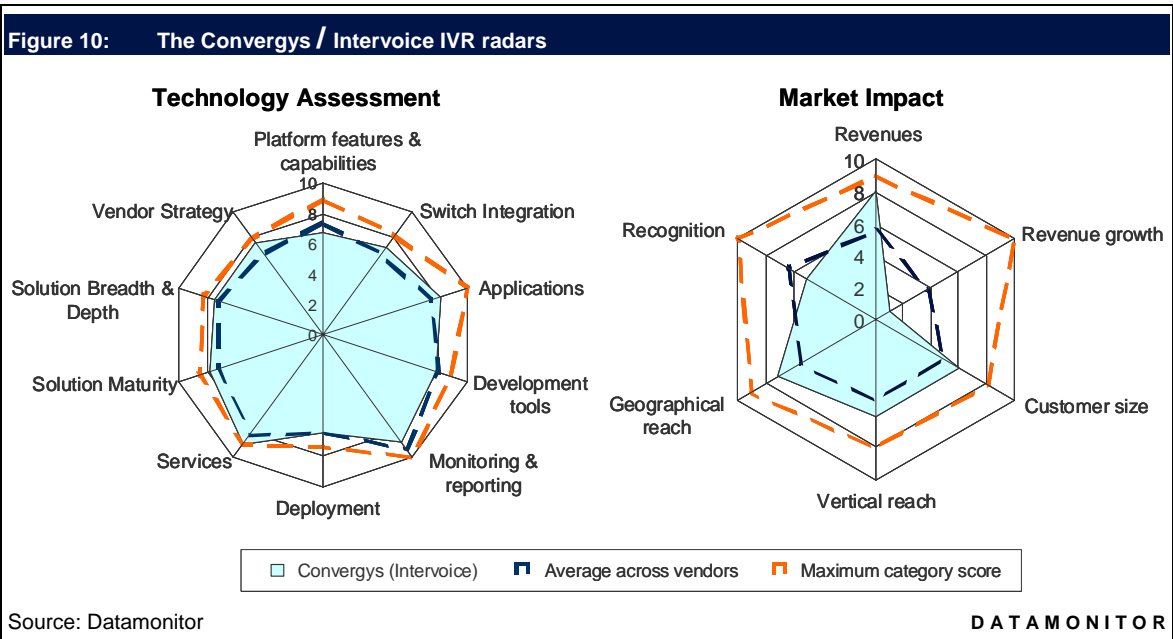 Figure 10: The Convergys / Intervoice IVR radars
Technology Assessment
Platform features &
capabilities
Switch Integration
Applications
Development
tools
Monitoring &
reporting
Deployment
Services
Solution Maturity
Solution Breadth &
Depth
Vendor Strategy
10
8
6
4
2
0
Market Impact
Revenues
Revenue growth
Customer size
Vertical reach
Geographical
reach
Recognition
10
8
6
4
2
0
Convergys (Intervoice)
Average across vendors
Maximum category score
Source: Datamonitor
DATAMONITOR